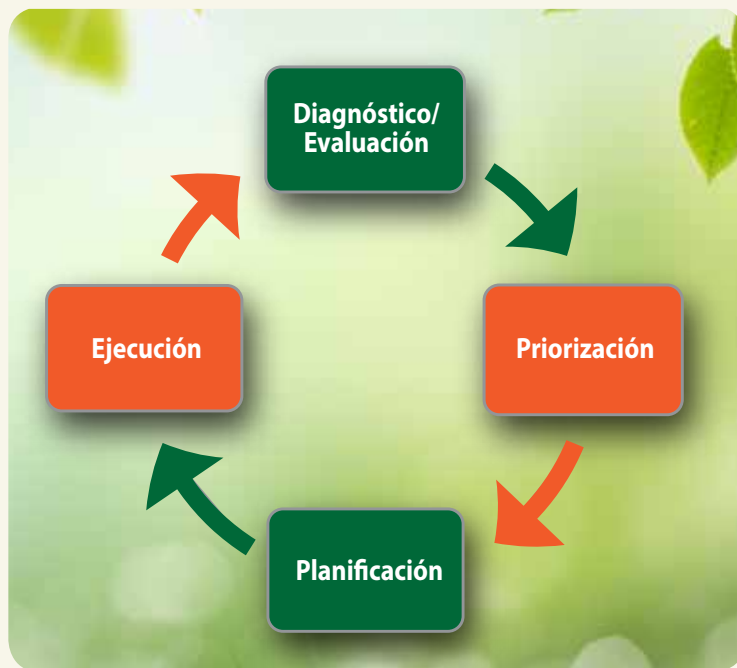 Diagnóstico/
Evaluación
Ejecución
Priorización
Planificación